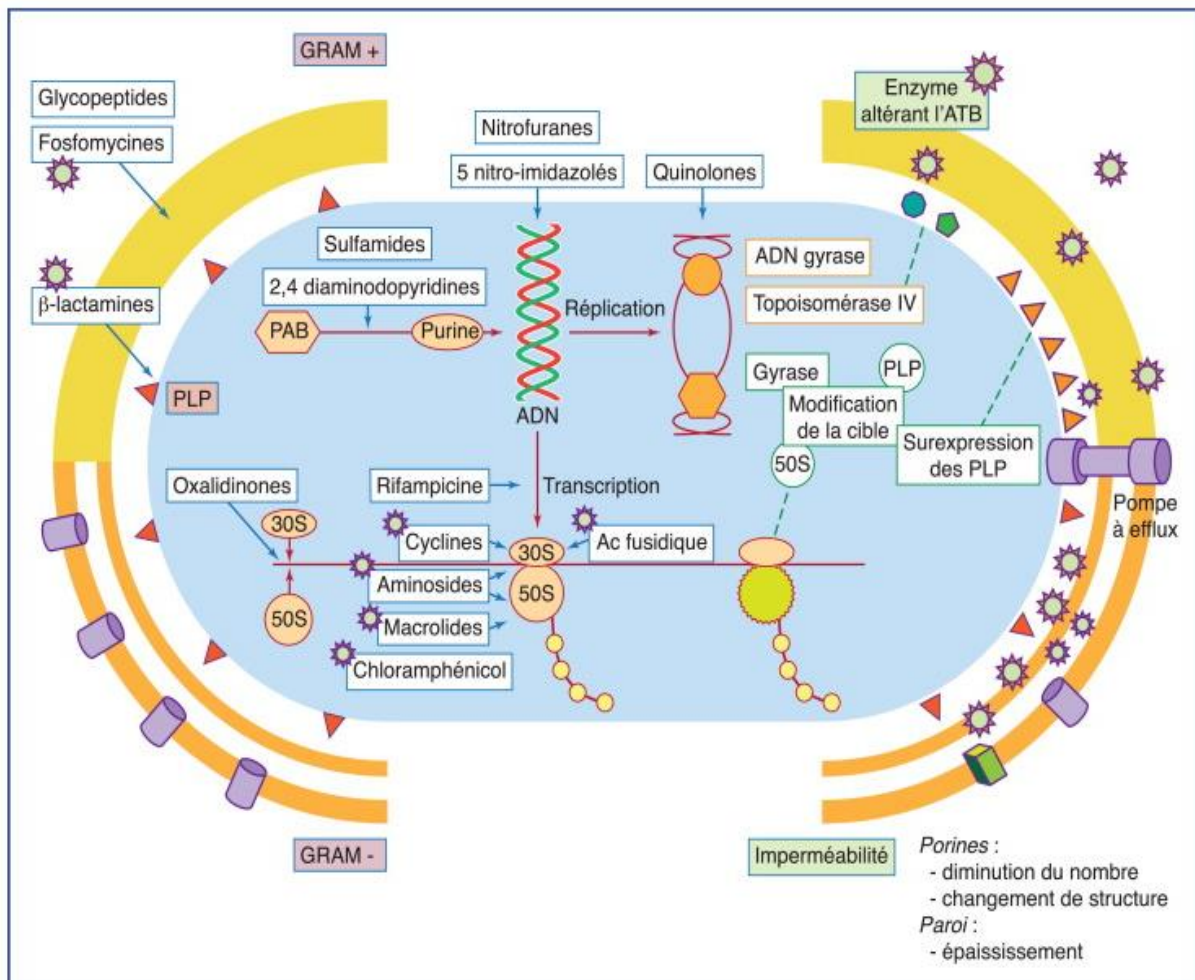 GRAM +
Glycopeptides
Fosfomycines
β-lactamines
PLP
Nitrofuranes
5 nitro-imidazolés
Quinolones
Enzyme
altérant l'ATB
Sulfamides
2,4 diaminodopyridines
PAB
Purine
Réplication
ADN
ADN gyrase
Topoisomérase IV
Gyrase
PLP
Modification
de la cible
50S
Surexpression
des PLP
Pompe
à efflux
Oxalidinones
30S
50S
Rifampicine
Transcription
Cyclines
30S
Ac fusidique
Aminosides
50S
Macrolides
Chloramphénicol
GRAM -
Imperméabilité
Porines :
- diminution du nombre
- changement de structure
Paroi :
- épaississement